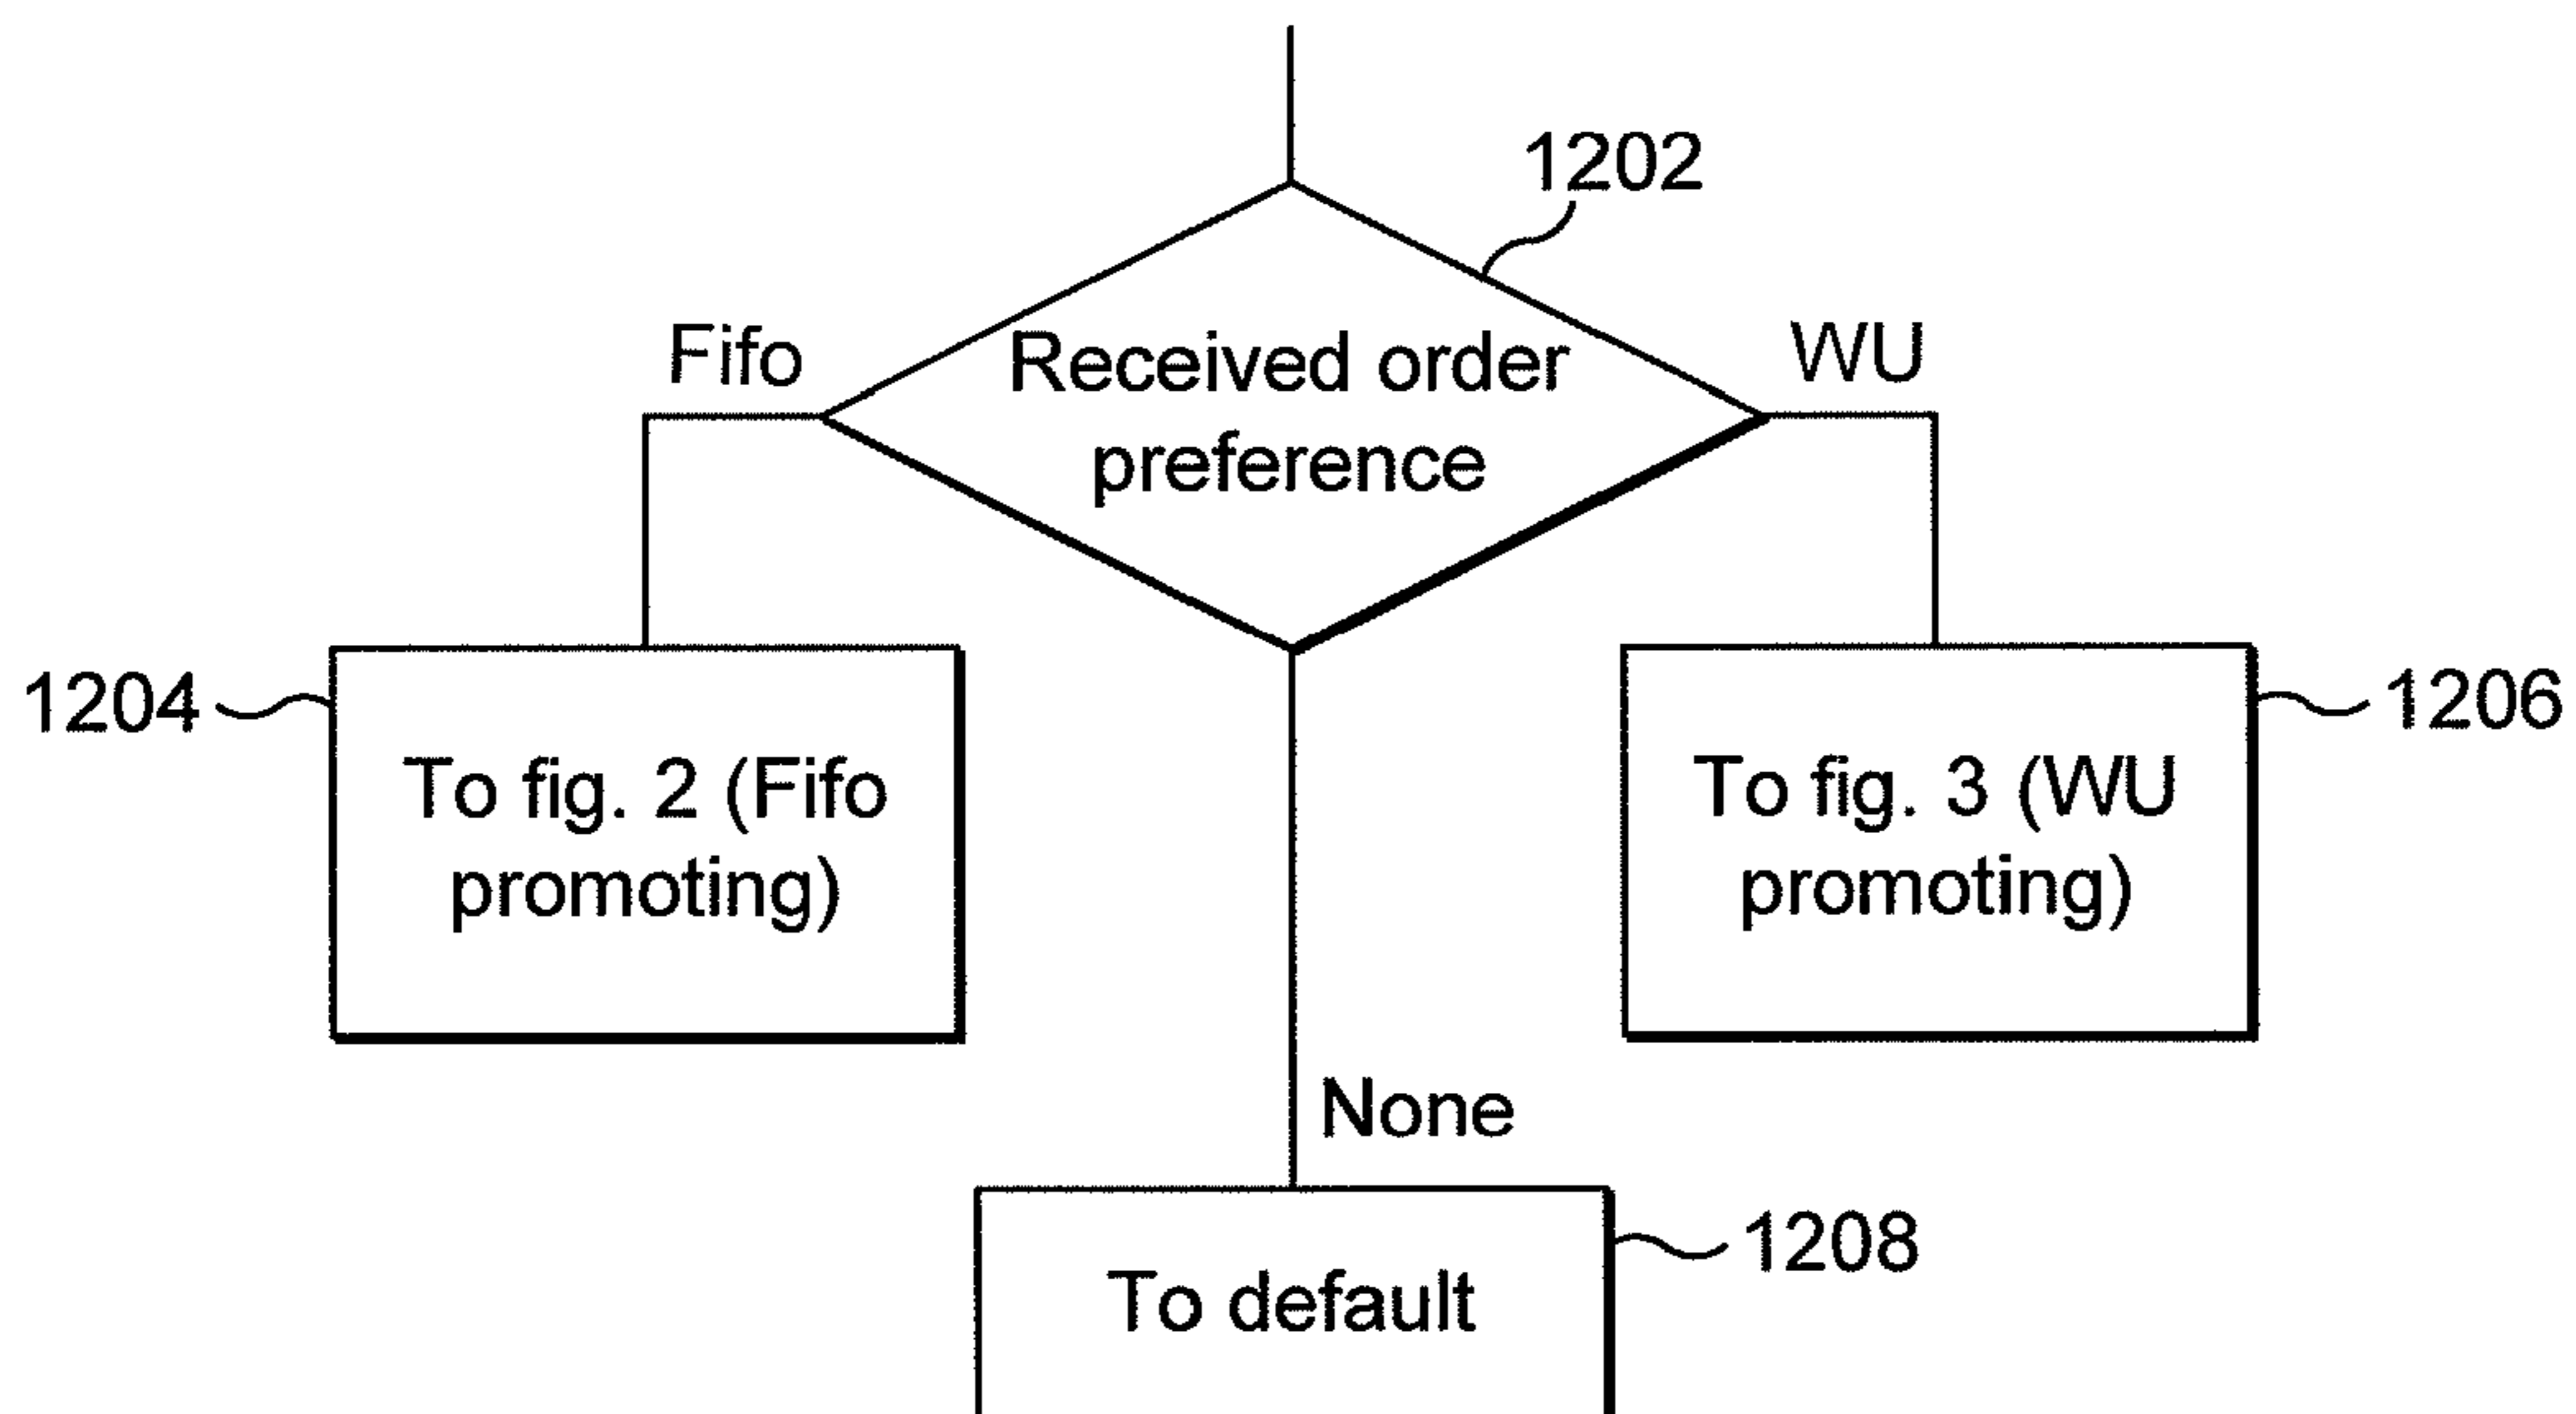 1202
Fifo
Received order
preference
WU
1204
To fig. 2 (Fifo
promoting)
To fig. 3 (WU
promoting)
1206
None
To default
1208